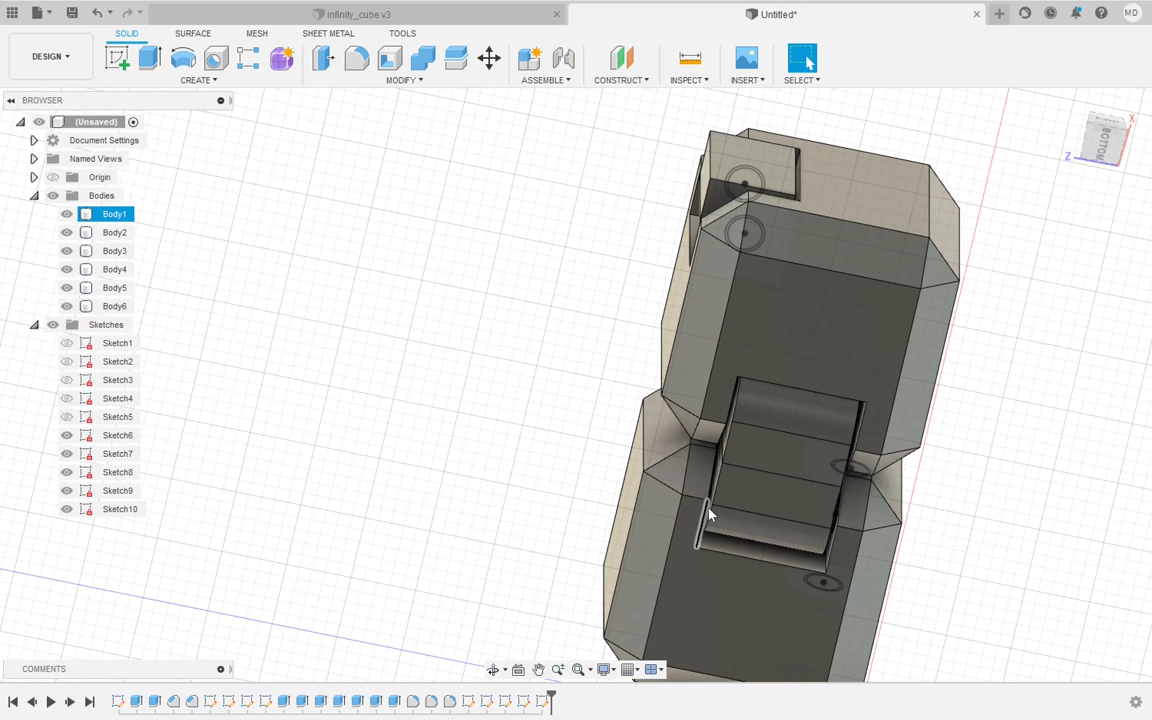 infinity_cube v3
Untitled*
MD
DESIGN
SOLID
SURFACE
MESH
SHEET METAL
TOOLS
CREATE
MODIFY
ASSEMBLE
CONSTRUCT
INSPECT
INSERT
SELECT
BROWSER
(Unsaved)
Document Settings
Named Views
Origin
Bodies
Body1
Body2
Body3
Body4
Body5
Body6
Sketches
Sketch1
Sketch2
Sketch3
Sketch4
Sketch5
Sketch6
Sketch7
Sketch8
Sketch9
Sketch10
X
Z
BOTTOM
COMMENTS